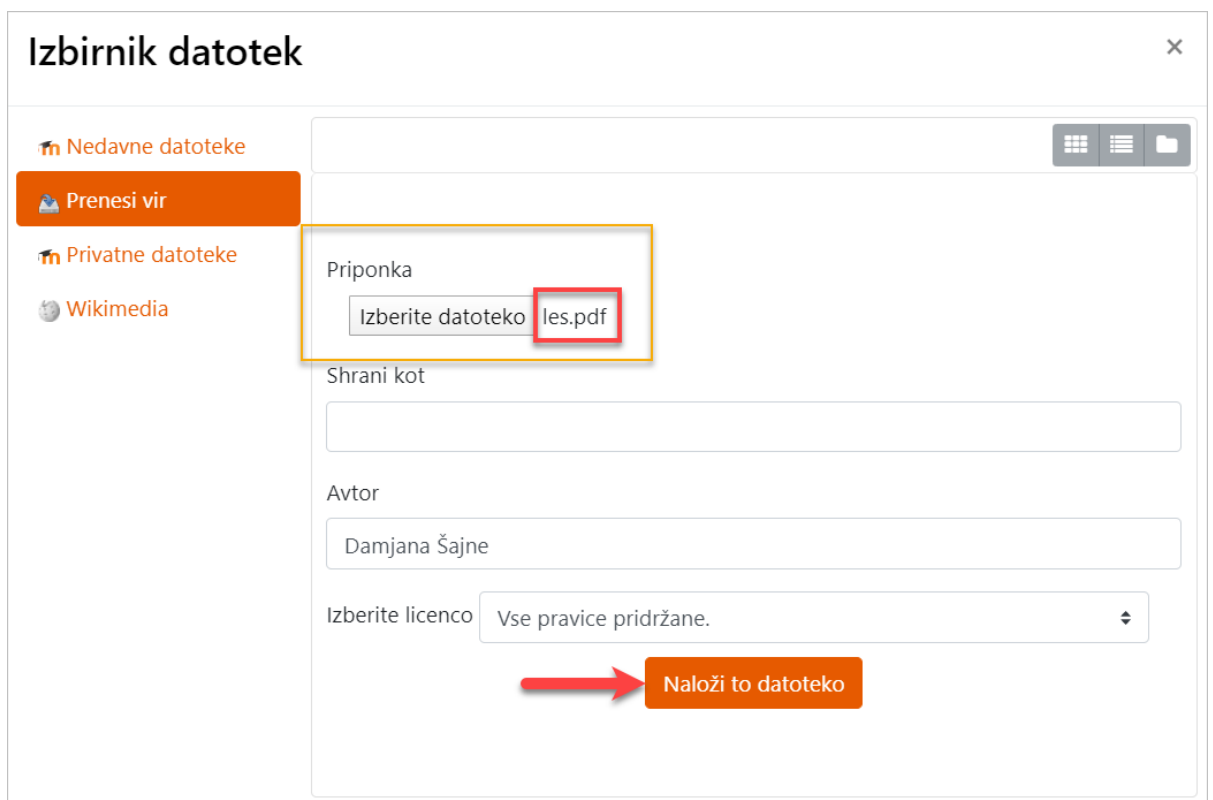 Izbirnik datotek
Nedavne datoteke
Prenesi vir
Privatne datoteke
Wikimedia
Priponka
Izberite datoteko les.pdf
Shrani kot
Avtor
Damjana Šajne
Izberite licenco Vse pravice pridržane.
Naloži to datoteko